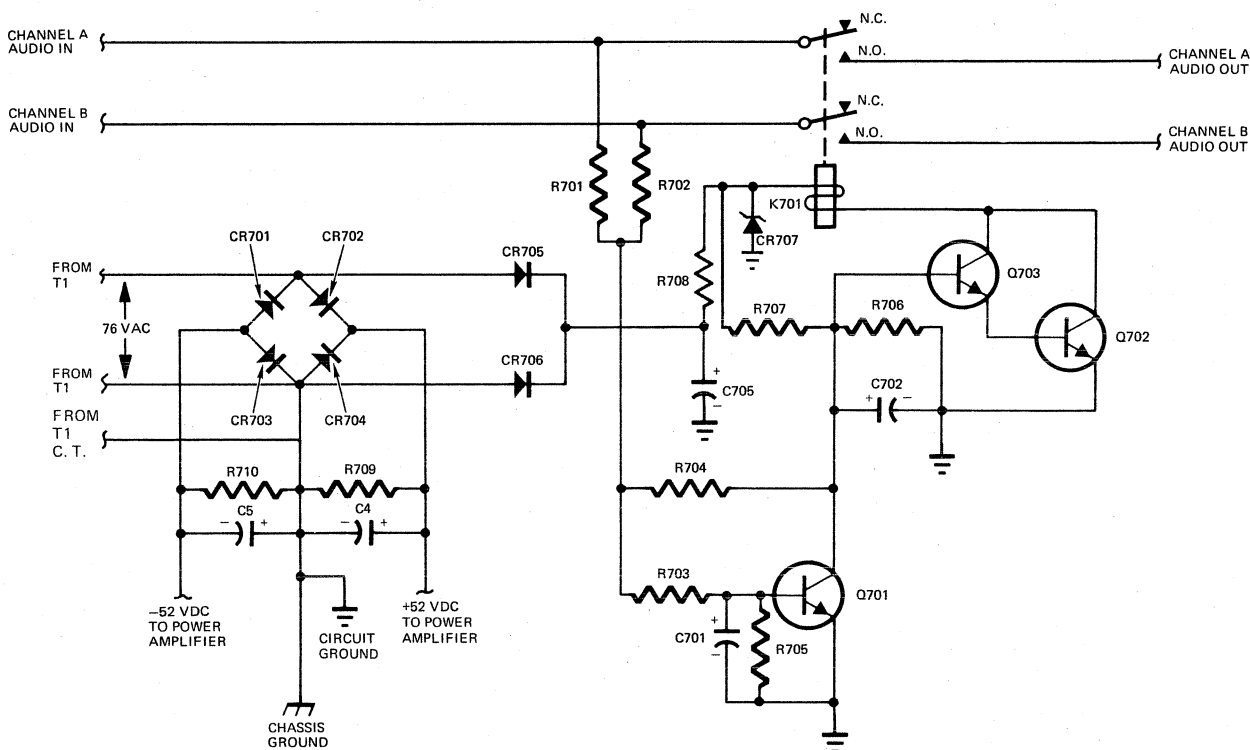 CHANNEL A
AUDIO IN
N.C.
N.O.
CHANNEL A
AUDIO OUT
CHANNEL B
AUDIO IN
N.C.
N.O.
CHANNEL B
AUDIO OUT
R701
R702
K701
CR707
R708
CR701
CR702
CR705
Q703
FROM
T1
76 VAC
R707
R706
Q702
FROM
T1
CR703
CR704
CR706
C705
+
−
C702
+
−
FROM
T1
C. T.
R710
R709
R704
C5
−
+
C4
−
+
R703
Q701
C701
+
−
R705
−52 VDC
TO POWER
AMPLIFIER
CIRCUIT
GROUND
+52 VDC
TO POWER
AMPLIFIER
CHASSIS
GROUND